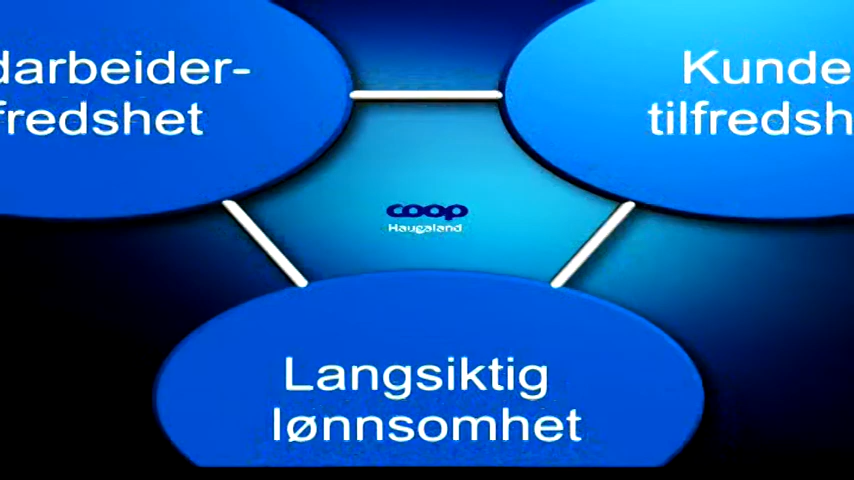 darbeider-
fredshet
Kunde
tilfredsh
coop
Haugaland
Langsiktig
lønnsomhet